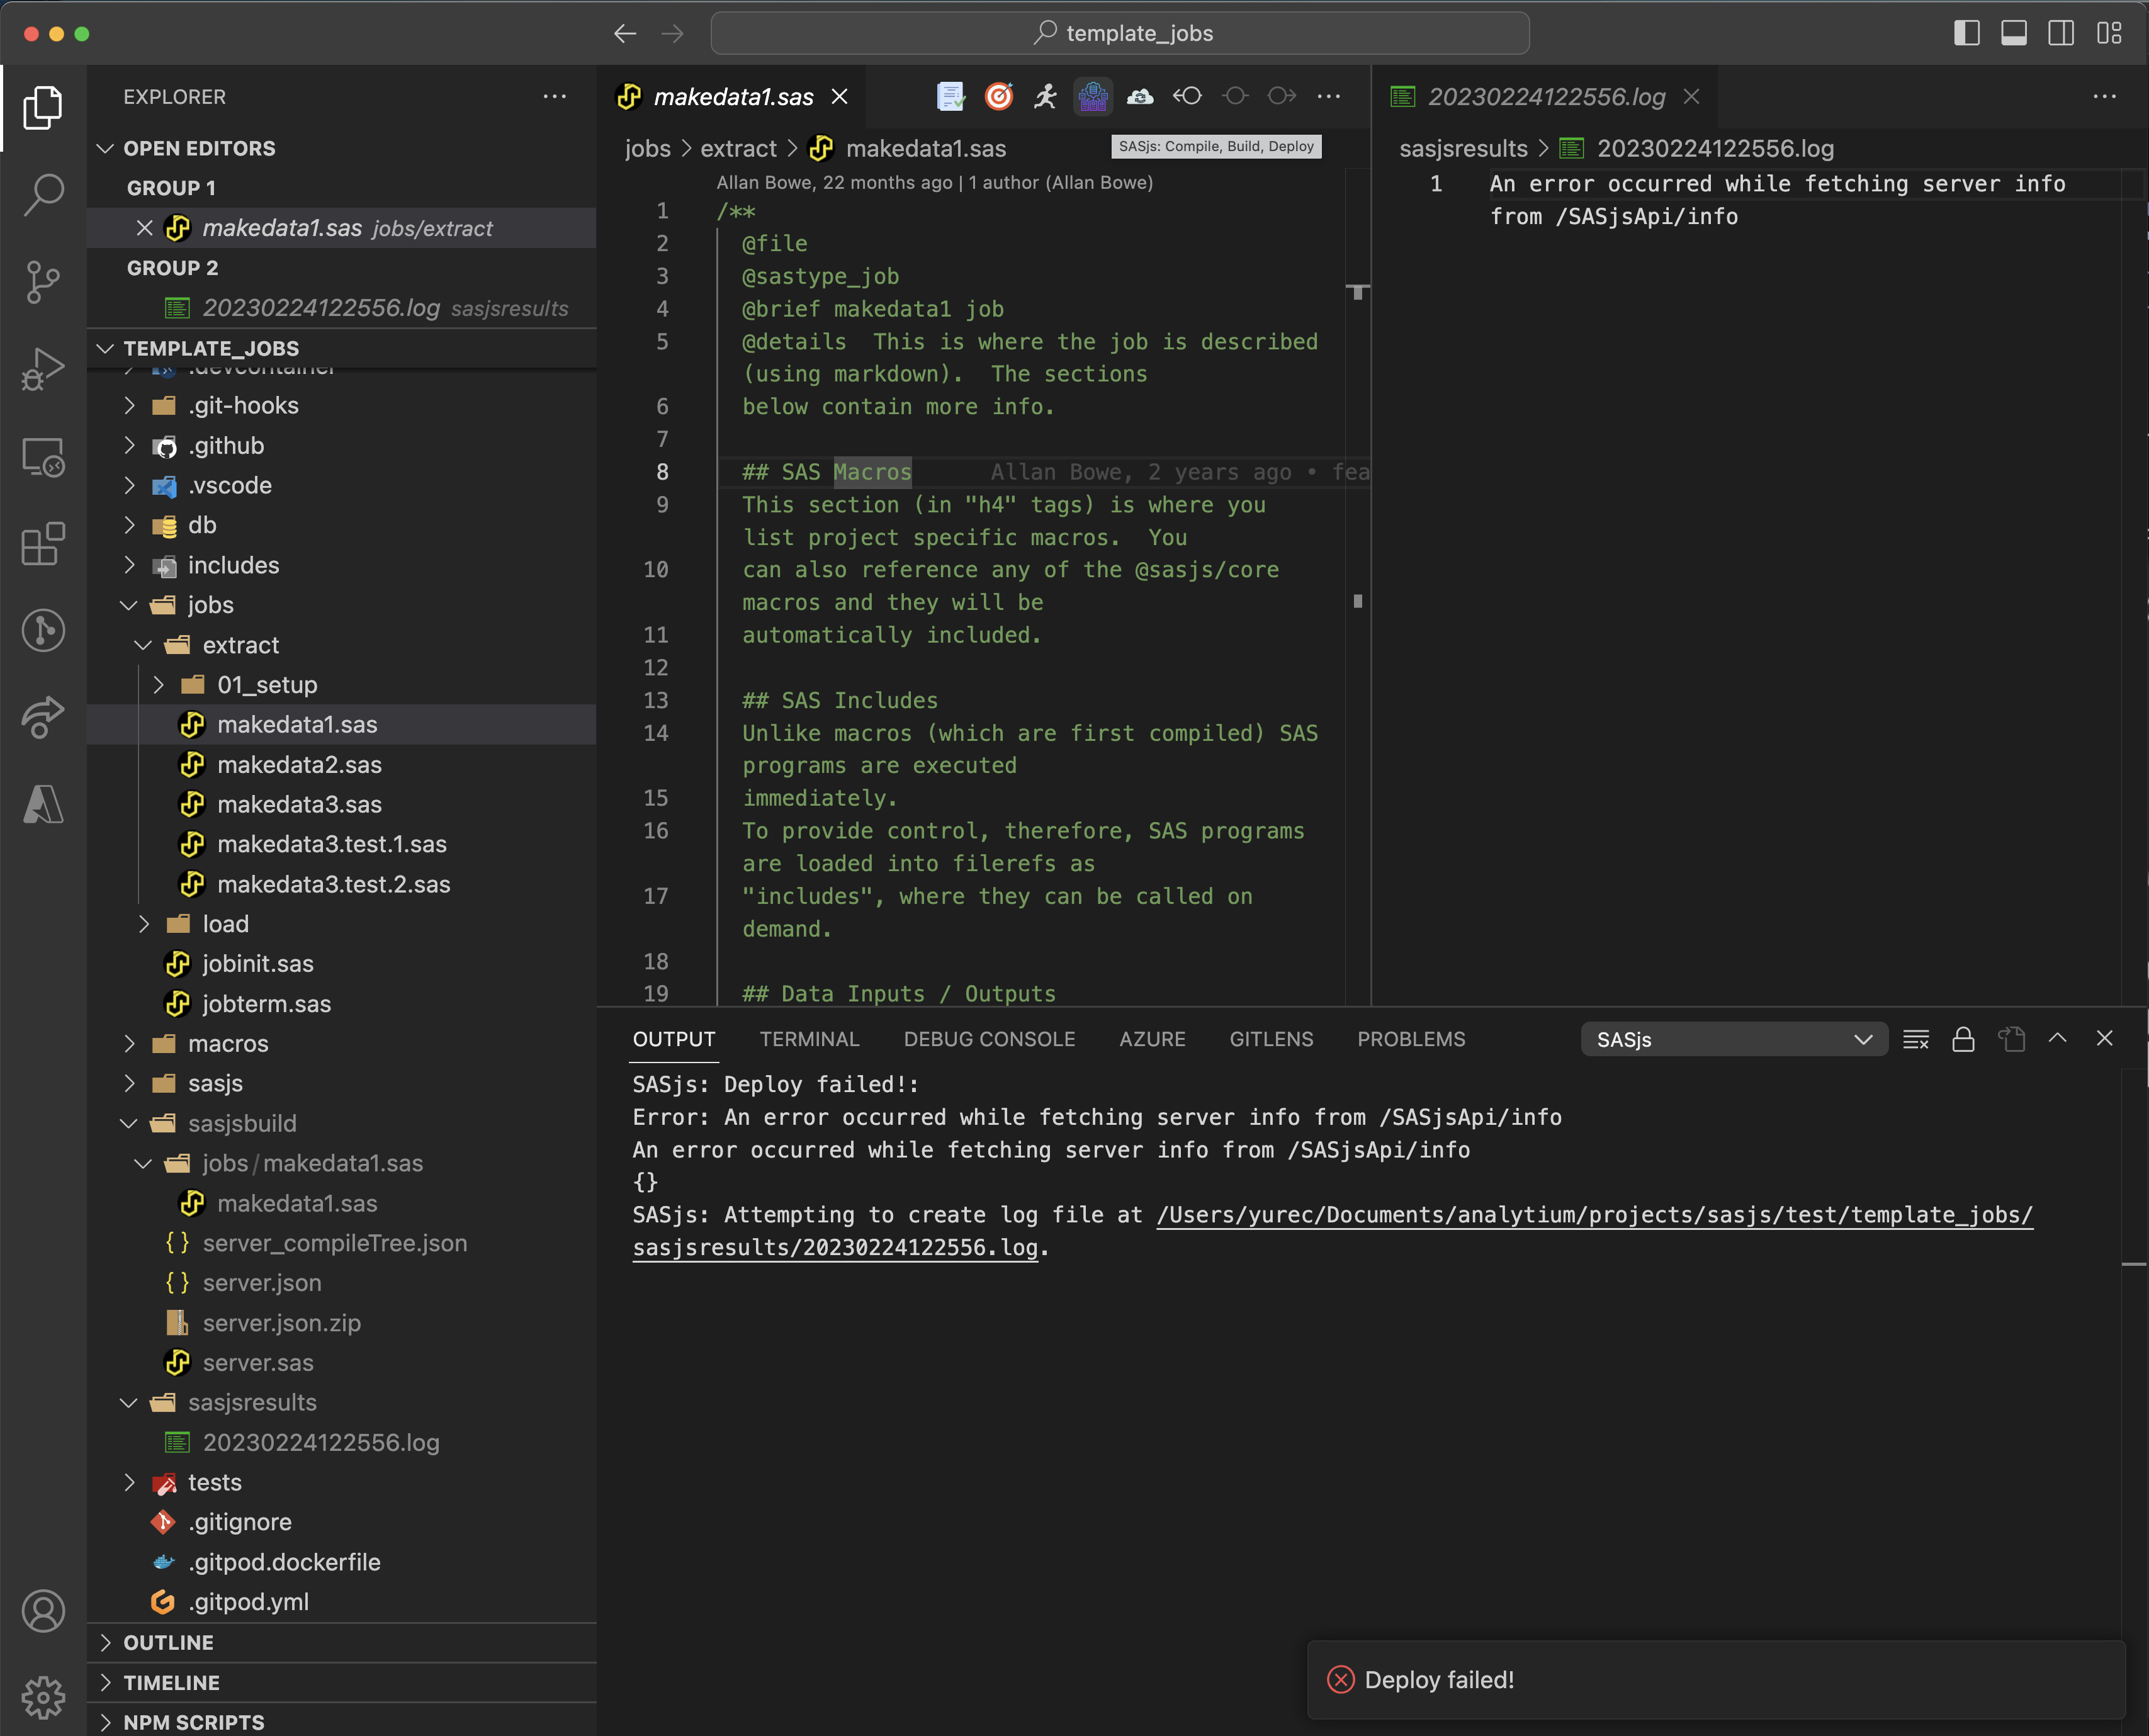 template_jobs
EXPLORER
OPEN EDITORS
GROUP 1
makedata1.sas jobs/extract
GROUP 2
20230224122556.log sasjsresults
TEMPLATE_JOBS
.devcontainer
.git-hooks
.github
.vscode
db
includes
jobs
extract
01_setup
makedata1.sas
makedata2.sas
makedata3.sas
makedata3.test.1.sas
makedata3.test.2.sas
load
jobinit.sas
jobterm.sas
macros
sasjs
sasjsbuild
jobs/makedata1.sas
makedata1.sas
server_compileTree.json
server.json
server.json.zip
server.sas
sasjsresults
20230224122556.log
tests
.gitignore
.gitpod.dockerfile
.gitpod.yml
OUTLINE
TIMELINE
NPM SCRIPTS
makedata1.sas
jobs > extract > makedata1.sas
SASjs: Compile, Build, Deploy
Allan Bowe, 22 months ago | 1 author (Allan Bowe)
1 /**
2 @file
3 @sastype_job
4 @brief makedata1 job
5 @details  This is where the job is described
(using markdown).  The sections
6 below contain more info.
7
8 ## SAS Macros Allan Bowe, 2 years ago • fea
9 This section (in "h4" tags) is where you
list project specific macros.  You
10 can also reference any of the @sasjs/core
macros and they will be
11 automatically included.
12
13 ## SAS Includes
14 Unlike macros (which are first compiled) SAS
programs are executed
15 immediately.
16 To provide control, therefore, SAS programs
are loaded into filerefs as
17 "includes", where they can be called on
demand.
18
19 ## Data Inputs / Outputs
20230224122556.log
sasjsresults > 20230224122556.log
1 An error occurred while fetching server info
from /SASjsApi/info
OUTPUT TERMINAL DEBUG CONSOLE AZURE GITLENS PROBLEMS SASjs
SASjs: Deploy failed!:
Error: An error occurred while fetching server info from /SASjsApi/info
An error occurred while fetching server info from /SASjsApi/info
{}
SASjs: Attempting to create log file at /Users/yurec/Documents/analytium/projects/sasjs/test/template_jobs/
sasjsresults/20230224122556.log.
Deploy failed!